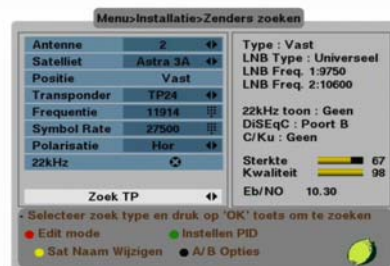 Menu>Installatie>Zenders zoeken
Antenne 2
Satelliet Astra 3A
Positie Vast
Transponder TP24
Frequentie 11914
Symbol Rate 27500
Polarisatie Hor
22kHz
Zoek TP
Type : Vast
LNB Type : Universeel
LNB Freq. 1:9750
LNB Freq. 2:10600
22kHz toon : Geen
DiSEqC : Poort B
C/Ku : Geen
Sterkte 67
Kwaliteit 98
Eb/NO 10.30
- Selecteer zoek type en druk op 'OK' toets om te zoeken
Edit mode Instellen PID
Sat Naam Wijzigen A/B Opties